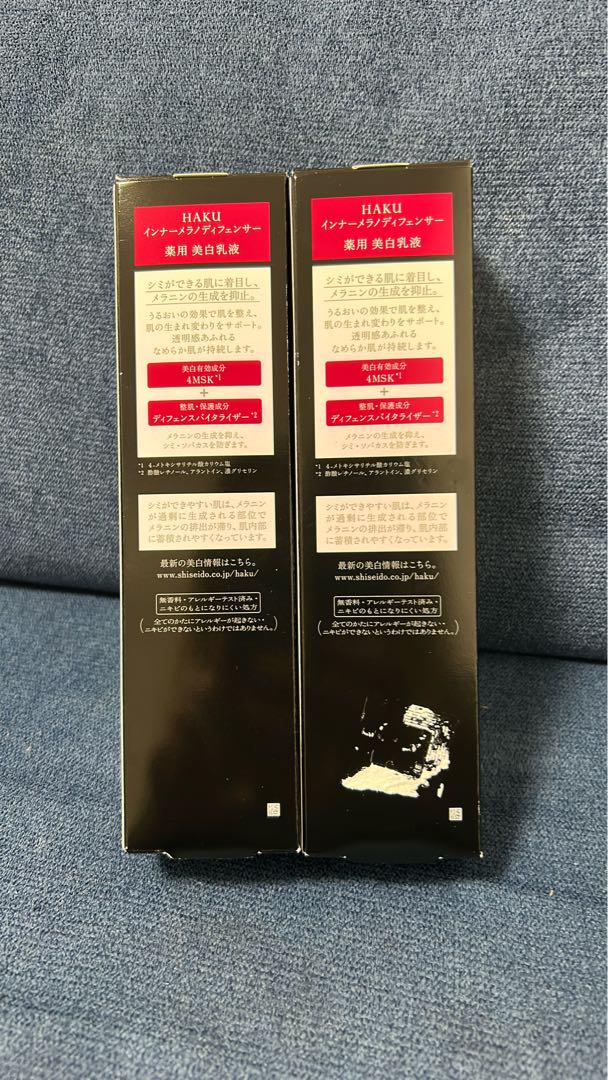 HAKU
インナーメラノディフェンサー
薬用 美白乳液
シミができる肌に着目し、
メラニンの生成を抑止。
うるおいの効果で肌を整え、
肌の生まれ変わりをサポート。
透明感あふれる
なめらか肌が持続します。
美白有効成分
4MSK*1
+
整肌・保護成分
ディフェンスバイタライザー*2
メラニンの生成を抑え、
シミ・ソバカスを防ぎます。
*1 4-メトキシサリチル酸カリウム塩
*2 酢酸レチノール、アラントイン、濃グリセリン
シミができやすい肌は、メラニン
が過剰に生成される部位で
メラニンの排出が滞り、肌内部
に蓄積されやすくなっています。
最新の美白情報はこちら。
www.shiseido.co.jp/haku/
無香料・アレルギーテスト済み・
ニキビのもとになりにくい処方
(全てのかたにアレルギーが起きない・
ニキビができないというわけではありません。)
HAKU
インナーメラノディフェンサー
薬用 美白乳液
シミができる肌に着目し、
メラニンの生成を抑止。
うるおいの効果で肌を整え、
肌の生まれ変わりをサポート。
透明感あふれる
なめらか肌が持続します。
美白有効成分
4MSK*1
+
整肌・保護成分
ディフェンスバイタライザー*2
メラニンの生成を抑え、
シミ・ソバカスを防ぎます。
*1 4-メトキシサリチル酸カリウム塩
*2 酢酸レチノール、アラントイン、濃グリセリン
シミができやすい肌は、メラニン
が過剰に生成される部位で
メラニンの排出が滞り、肌内部
に蓄積されやすくなっています。
最新の美白情報はこちら。
www.shiseido.co.jp/haku/
無香料・アレルギーテスト済み・
ニキビのもとになりにくい処方
(全てのかたにアレルギーが起きない・
ニキビができないというわけではありません。)